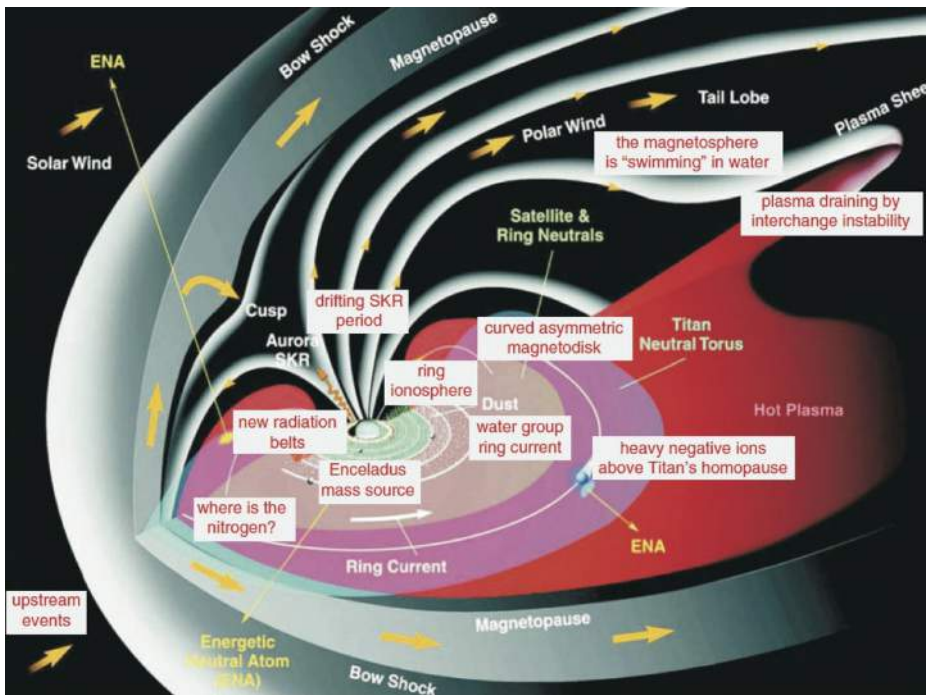 ENA
Bow Shock
Magnetopause
Solar Wind
Tail Lobe
Plasma Sheet
Polar Wind
the magnetosphere
is "swimming" in water
plasma draining by
interchange instability
Satellite &
Ring Neutrals
Cusp
drifting SKR
period
curved asymmetric
magnetodisk
Titan
Neutral Torus
Aurora
SKR
ring
ionosphere
Dust
Hot Plasma
new radiation
belts
water group
ring current
heavy negative ions
above Titan's homopause
Enceladus
mass source
where is the
nitrogen?
ENA
Ring Current
upstream
events
Magnetopause
Energetic
Neutral Atom
(ENA)
Bow Shock